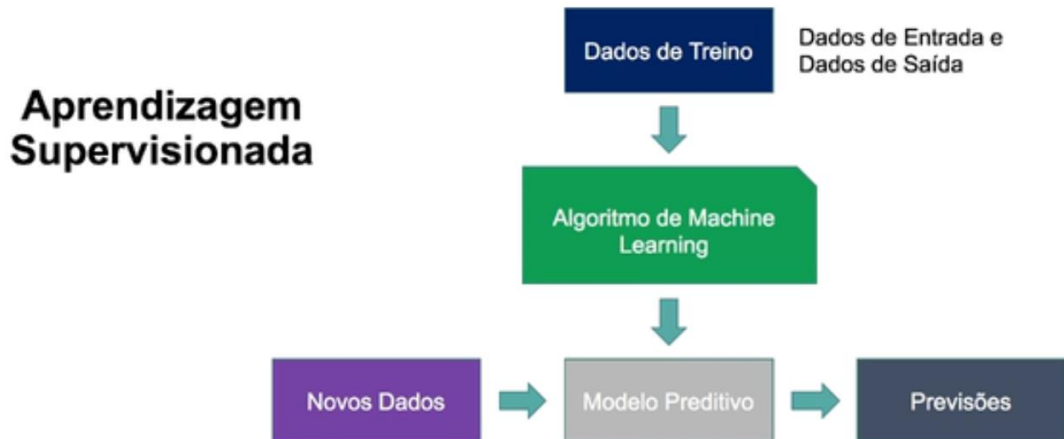 Aprendizagem
Supervisionada
Dados de Treino
Dados de Entrada e
Dados de Saída
Algoritmo de Machine
Learning
Novos Dados
Modelo Preditivo
Previsões